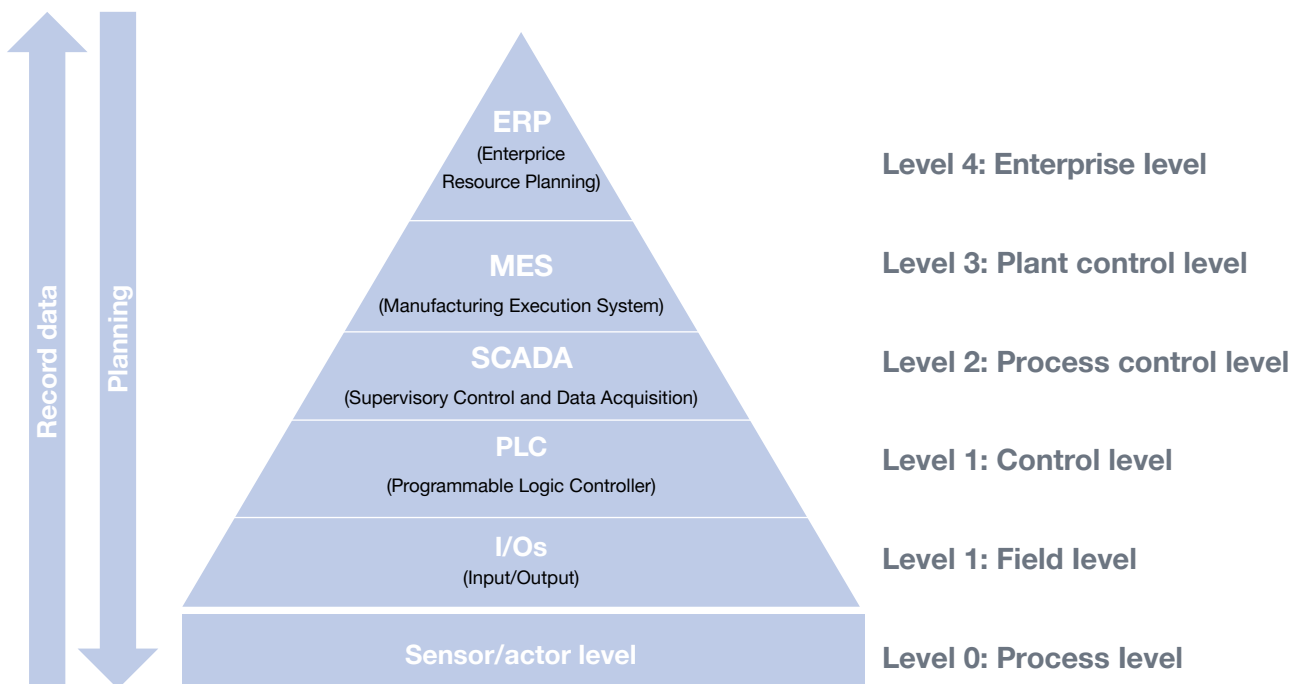 Record data
Planning
ERP
(Enterprice
Resource Planning)
Level 4: Enterprise level
MES
(Manufacturing Execution System)
Level 3: Plant control level
SCADA
(Supervisory Control and Data Acquisition)
Level 2: Process control level
PLC
(Programmable Logic Controller)
Level 1: Control level
I/Os
(Input/Output)
Level 1: Field level
Sensor/actor level
Level 0: Process level